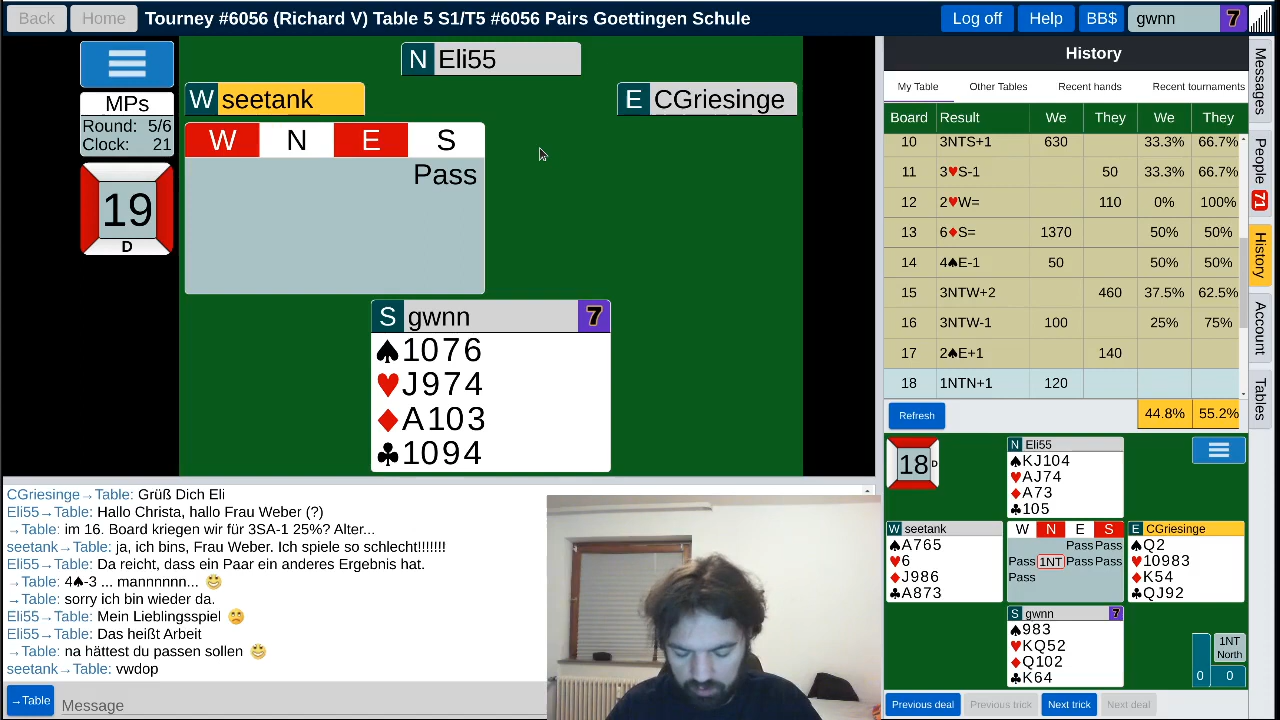 Back Home Tourney #6056 (Richard V) Table 5 S1/T5 #6056 Pairs Goettingen Schule Log off Help BB$ gwnn 7
N Eli55
W seetank
E CGriesinge
MPs
Round: 5/6
Clock: 21
W N E S
Pass
19
D
S gwnn 7
♠1076
♥J974
♦A103
♣1094
CGriesinge→Table: Grüß Dich Eli
Eli55→Table: Hallo Christa, hallo Frau Weber (?)
→Table: im 16. Board kriegen wir für 3SA-1 25%? Alter...
seetank→Table: ja, ich bins, Frau Weber. Ich spiele so schlecht!!!!!!!
Eli55→Table: Da reicht, dass ein Paar ein anderes Ergebnis hat.
→Table: 4♠-3 ... mannnnnn... 😁
→Table: sorry ich bin wieder da.
Eli55→Table: Mein Lieblingsspiel
Eli55→Table: Das heißt Arbeit
→Table: na hättest du passen sollen 😁
seetank→Table: vwdop
→Table Message
History
My Table Other Tables Recent hands Recent tournaments
Board Result We They We They
10 3NTS+1 630 33.3% 66.7%
11 3♥S-1 50 33.3% 66.7%
12 2♥W= 110 0% 100%
13 6♦S= 1370 50% 50%
14 4♠E-1 50 50% 50%
15 3NTW+2 460 37.5% 62.5%
16 3NTW-1 100 25% 75%
17 2♠E+1 140
18 1NTN+1 120
Refresh 44.8% 55.2%
18 D
N Eli55
♠KJ104
♥AJ74
♦A73
♣105
W seetank
♠A765
♥6
♦J986
♣A873
W N E S
Pass Pass
Pass 1NT Pass Pass
Pass
E CGriesinge
♠Q2
♥10983
♦K54
♣QJ92
S gwnn 7
♠983
♥KQ52
♦Q102
♣K64
1NT
North
0 0
Previous deal Previous trick Next trick Next deal
Messages
People 71
History
Account
Tables